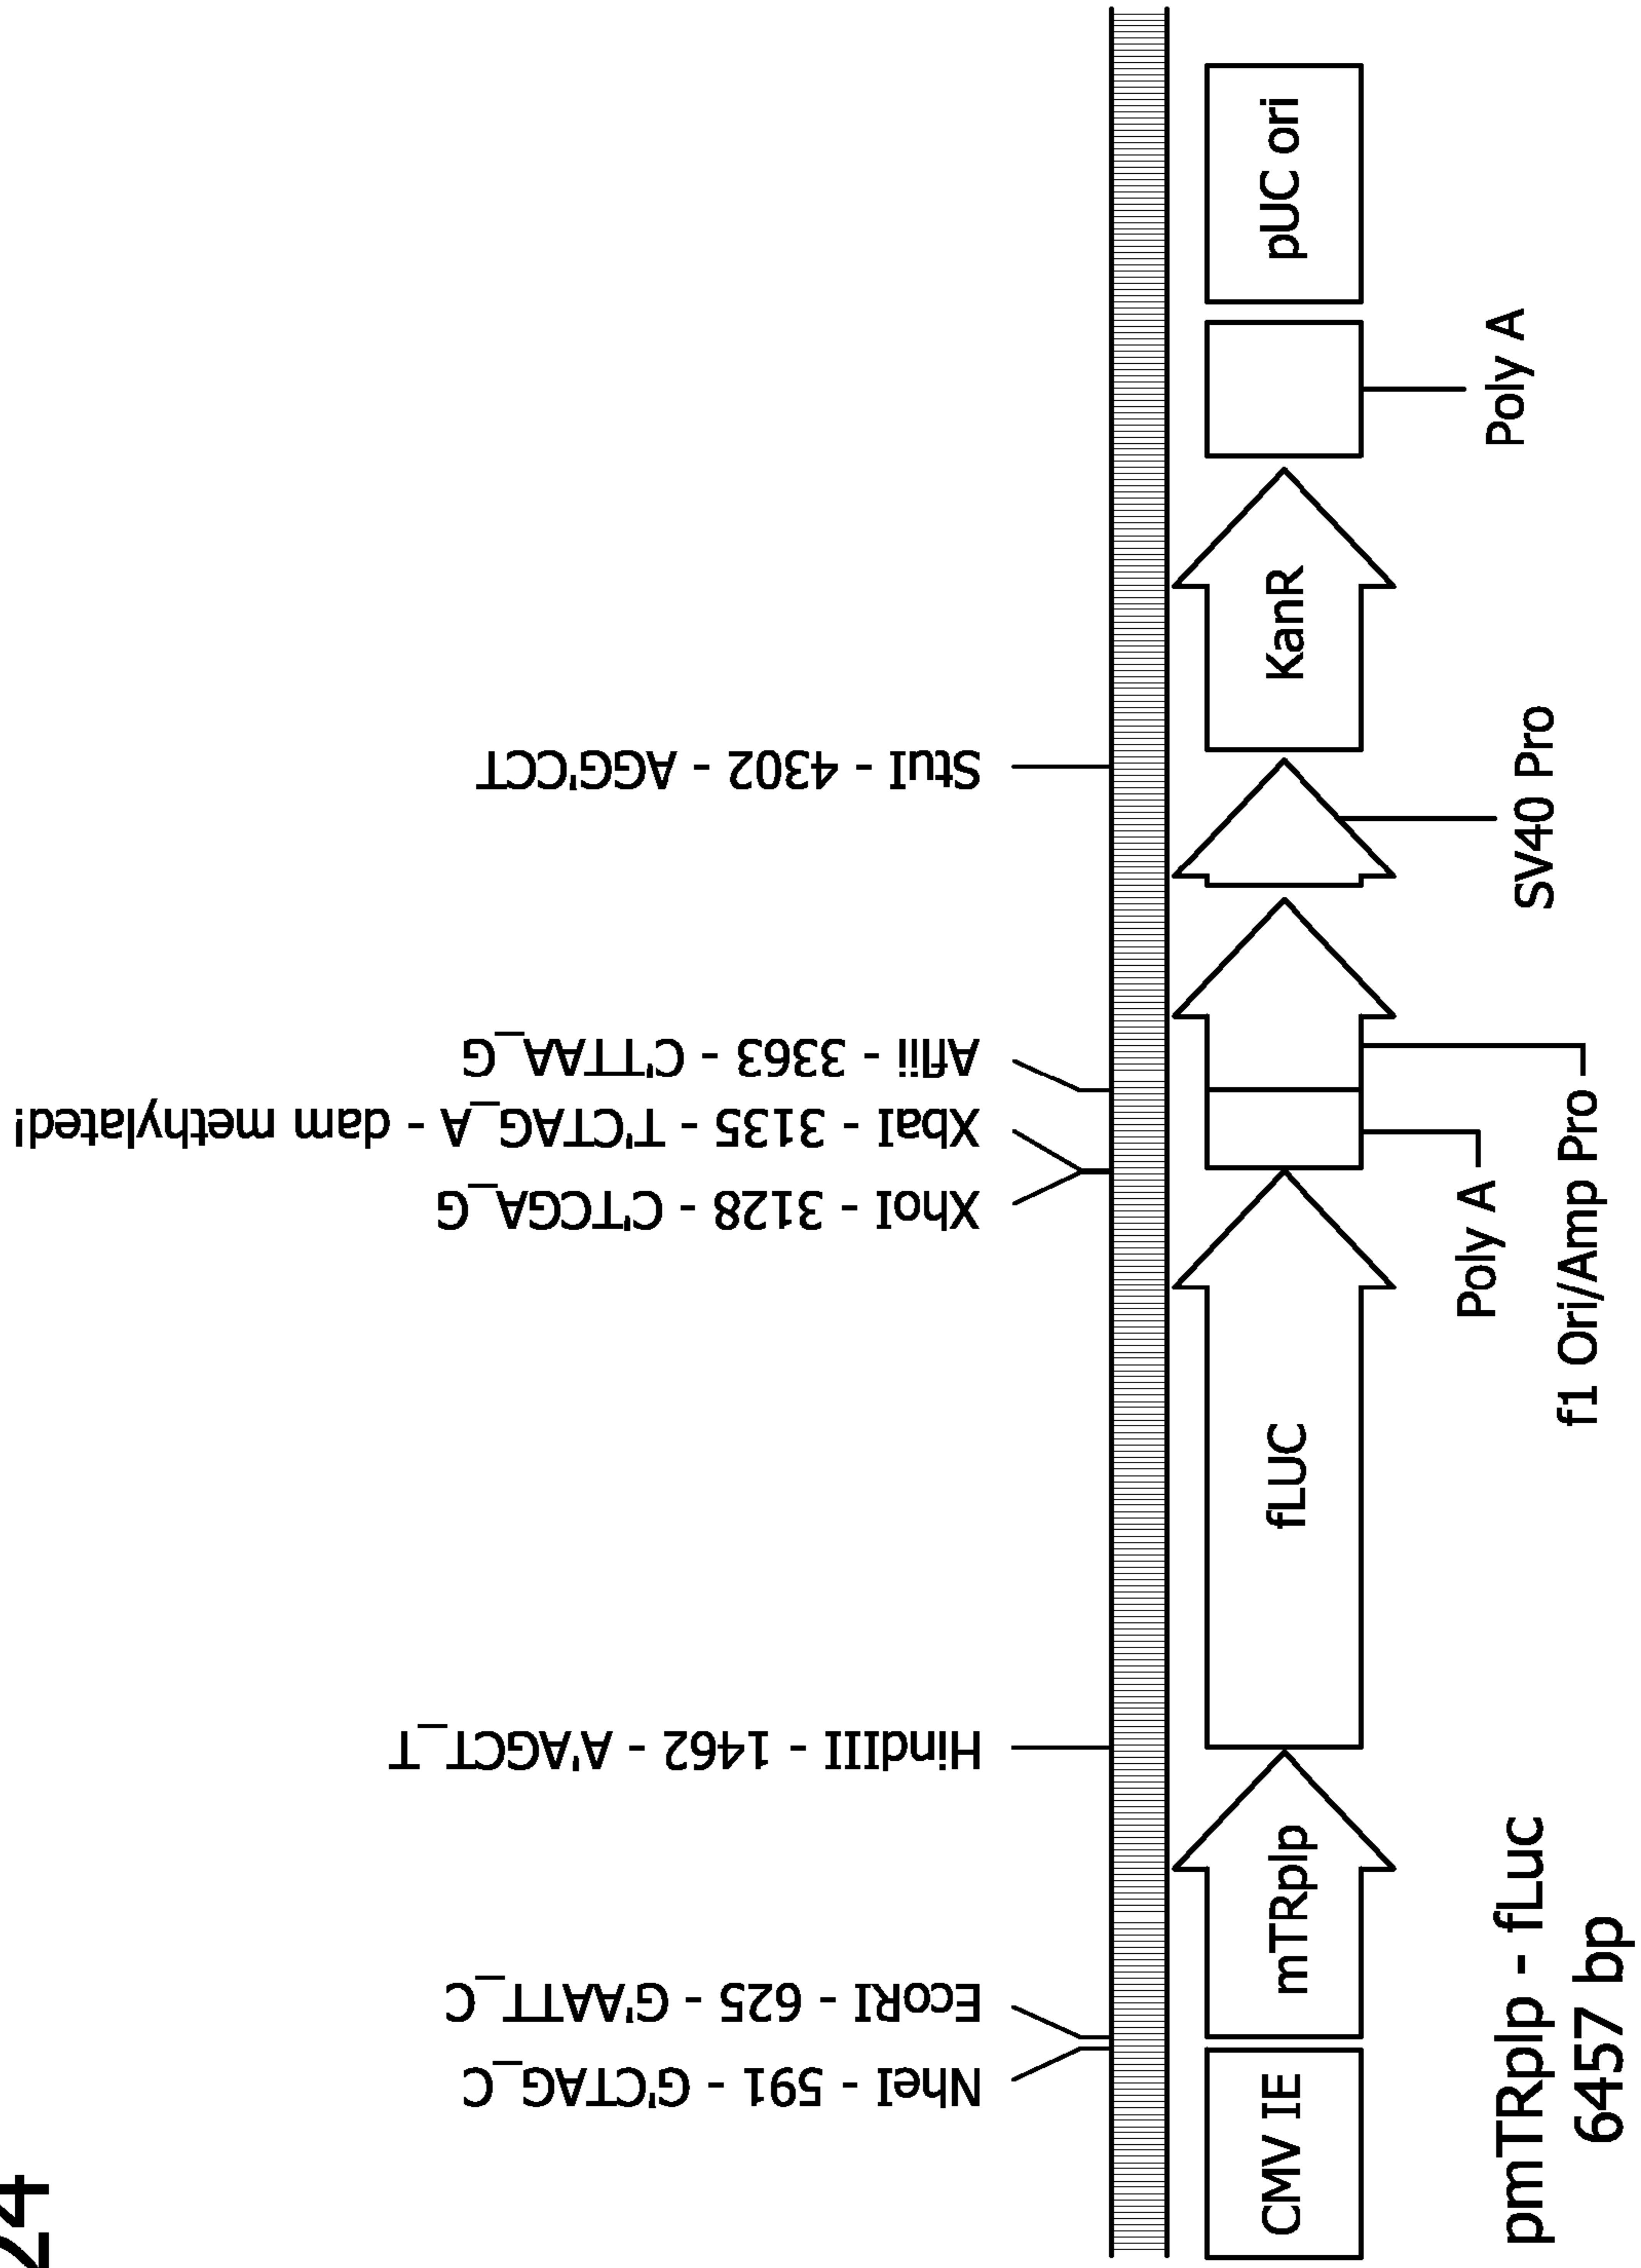 24
NheI - 591 - G'CTAG_C
EcoRI - 625 - G'AATT_C
HindIII - 1462 - A'AGCT_T
XhoI - 3128 - C'TCGA_G
XbaI - 3135 - T'CTAG_A - dam methylated!
AflII - 3363 - C'TTAA_G
StuI - 4302 - AGG'CCT
CMV IE
mTRplp
fLUC
KanR
pUC ori
Poly A
f1 Ori/Amp Pro
SV40 Pro
Poly A
pmTRplp - fLuc
6457 bp